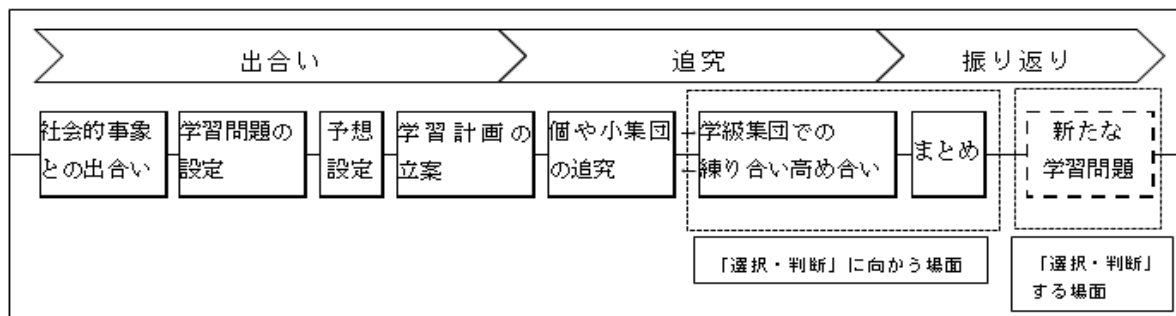 出合い
追究
振り返り
社会的事象
との出合い
学習問題の
設定
予想
設定
学習計画の
立案
個や小集団
の追究
学級集団での
練り合い高め合い
まとめ
新たな
学習問題
「選択・判断」に向かう場面
「選択・判断」
する場面